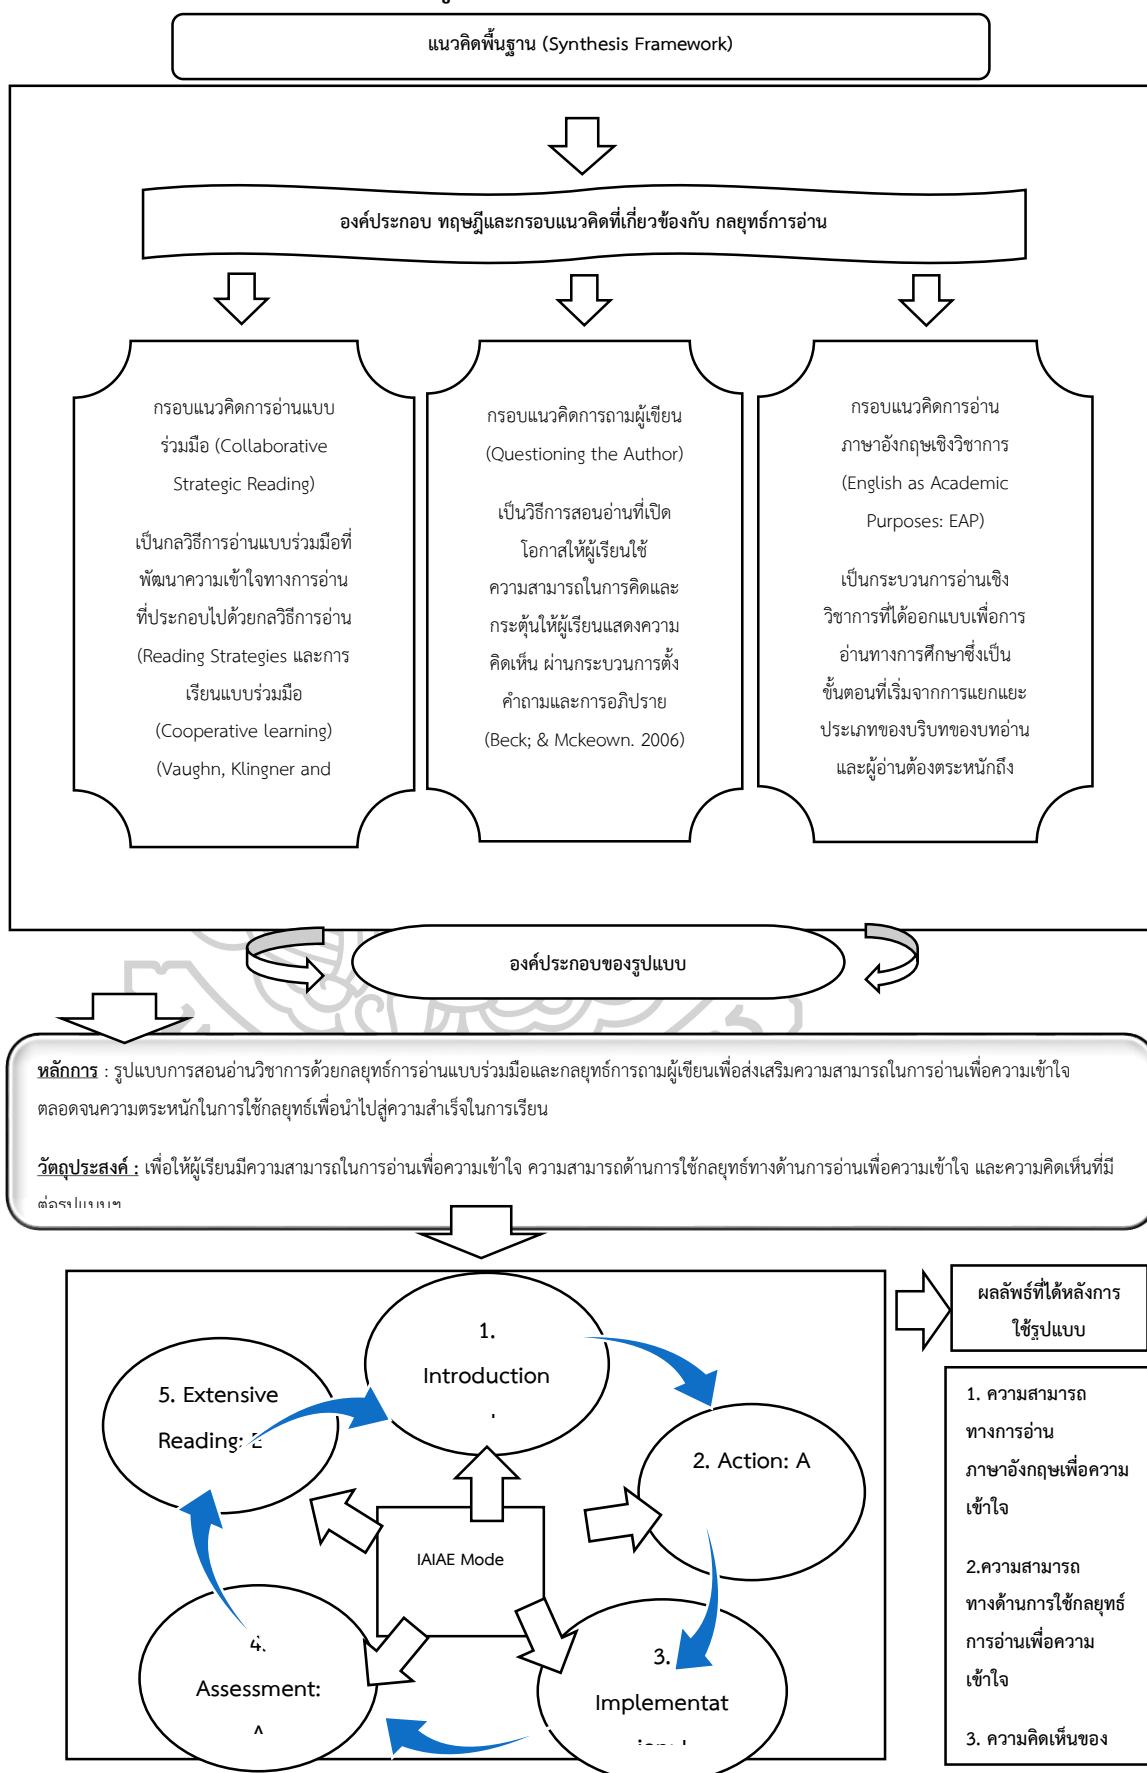 แนวคิดพื้นฐาน (Synthesis Framework)
องค์ประกอบ ทฤษฎีและกรอบแนวคิดที่เกี่ยวข้องกับ กลยุทธ์การอ่าน
กรอบแนวคิดการอ่านแบบ
ร่วมมือ (Collaborative
Strategic Reading)
เป็นกลวิธีการอ่านแบบร่วมมือที่
พัฒนาความเข้าใจทางการอ่าน
ที่ประกอบไปด้วยกลวิธีการอ่าน
(Reading Strategies และการ
เรียนแบบร่วมมือ
(Cooperative learning)
(Vaughn, Klingner and
กรอบแนวคิดการถามผู้เขียน
(Questioning the Author)
เป็นวิธีการสอนอ่านที่เปิด
โอกาสให้ผู้เรียนใช้
ความสามารถในการคิดและ
กระตุ้นให้ผู้เรียนแสดงความ
คิดเห็น ผ่านกระบวนการตั้ง
คำถามและการอภิปราย
(Beck; & Mckeown. 2006)
กรอบแนวคิดการอ่าน
ภาษาอังกฤษเชิงวิชาการ
(English as Academic
Purposes: EAP)
เป็นกระบวนการอ่านเชิง
วิชาการที่ได้ออกแบบเพื่อการ
อ่านทางการศึกษาซึ่งเป็น
ขั้นตอนที่เริ่มจากการแยกแยะ
ประเภทของบริบทของบทอ่าน
และผู้อ่านต้องตระหนักถึง
องค์ประกอบของรูปแบบ
หลักการ : รูปแบบการสอนอ่านวิชาการด้วยกลยุทธ์การอ่านแบบร่วมมือและกลยุทธ์การถามผู้เขียนเพื่อส่งเสริมความสามารถในการอ่านเพื่อความเข้าใจ
ตลอดจนความตระหนักในการใช้กลยุทธ์เพื่อนำไปสู่ความสำเร็จในการเรียน
วัตถุประสงค์ : เพื่อให้ผู้เรียนมีความสามารถในการอ่านเพื่อความเข้าใจ ความสามารถด้านการใช้กลยุทธ์ทางด้านการอ่านเพื่อความเข้าใจ และความคิดเห็นที่มี
ต่อรูปแบบฯ
1.
Introduction
2. Action: A
3.
Implementat
4.
Assessment:
A
5. Extensive
Reading: E
IAIAE Mode
ผลลัพธ์ที่ได้หลังการ
ใช้รูปแบบ
1. ความสามารถ
ทางการอ่าน
ภาษาอังกฤษเพื่อความ
เข้าใจ
2.ความสามารถ
ทางด้านการใช้กลยุทธ์
การอ่านเพื่อความ
เข้าใจ
3. ความคิดเห็นของ